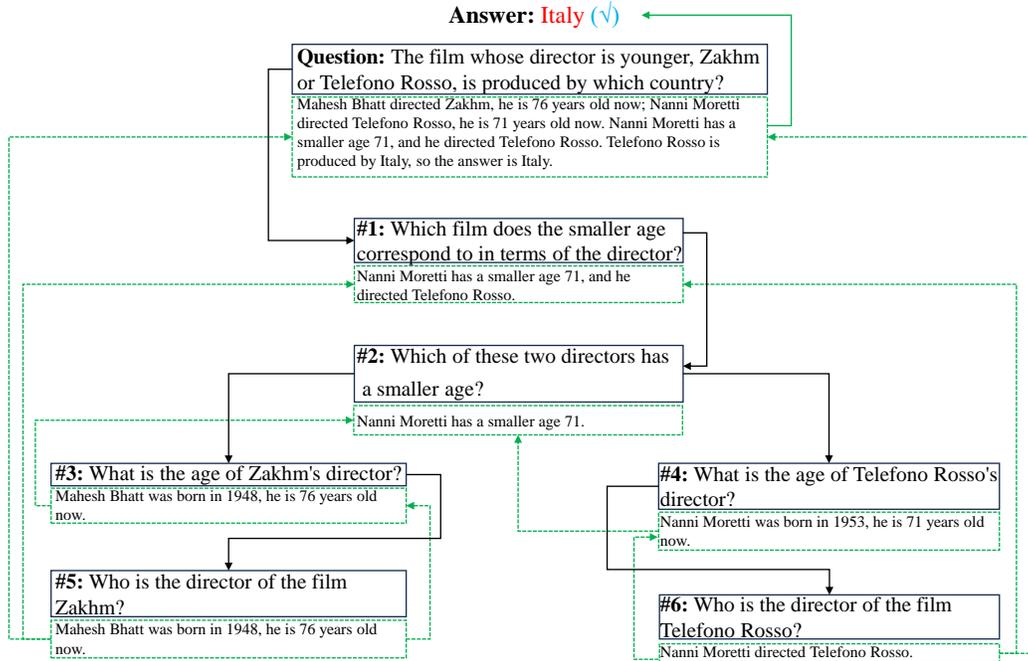 Answer: Italy (√)
Question: The film whose director is younger, Zakhm
or Telefono Rosso, is produced by which country?
Mahesh Bhatt directed Zakhm, he is 76 years old now; Nanni Moretti
directed Telefono Rosso, he is 71 years old now. Nanni Moretti has a
smaller age 71, and he directed Telefono Rosso. Telefono Rosso is
produced by Italy, so the answer is Italy.
#1: Which film does the smaller age
correspond to in terms of the director?
Nanni Moretti has a smaller age 71, and he
directed Telefono Rosso.
#2: Which of these two directors has
a smaller age?
Nanni Moretti has a smaller age 71.
#3: What is the age of Zakhm's director?
Mahesh Bhatt was born in 1948, he is 76 years old
now.
#4: What is the age of Telefono Rosso's
director?
Nanni Moretti was born in 1953, he is 71 years old
now.
#5: Who is the director of the film
Zakhm?
Mahesh Bhatt was born in 1948, he is 76 years old
now.
#6: Who is the director of the film
Telefono Rosso?
Nanni Moretti directed Telefono Rosso.